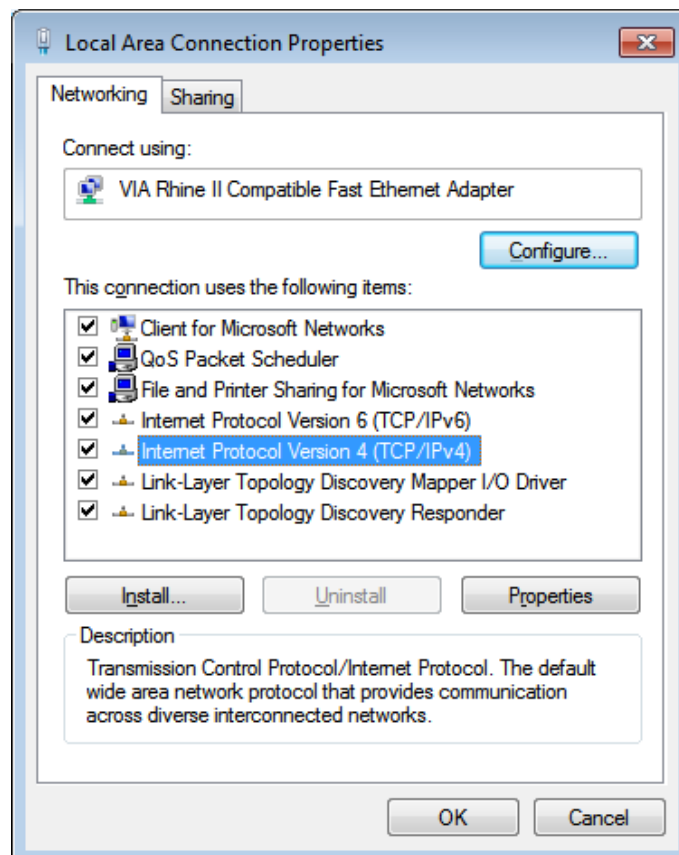 Local Area Connection Properties
Networking Sharing
Connect using:
VIA Rhine II Compatible Fast Ethernet Adapter
Configure...
This connection uses the following items:
Client for Microsoft Networks
QoS Packet Scheduler
File and Printer Sharing for Microsoft Networks
Internet Protocol Version 6 (TCP/IPv6)
Internet Protocol Version 4 (TCP/IPv4)
Link-Layer Topology Discovery Mapper I/O Driver
Link-Layer Topology Discovery Responder
Install... Uninstall Properties
Description
Transmission Control Protocol/Internet Protocol. The default
wide area network protocol that provides communication
across diverse interconnected networks.
OK Cancel